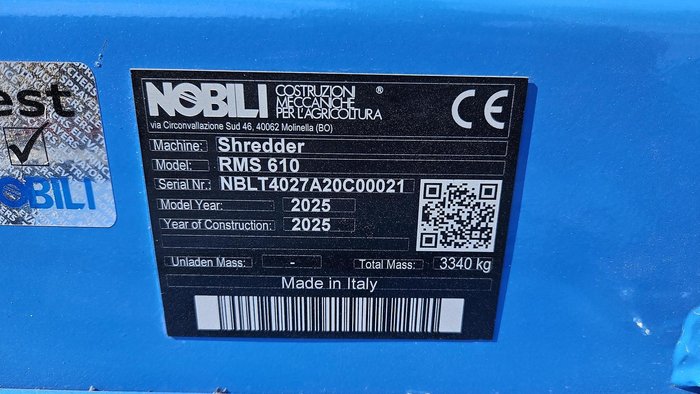 est
NOBILI
NOBILI COSTRUZIONI MECCANICHE PER L'AGRICOLTURA ®
via Circonvallazione Sud 46, 40062 Molinella (BO)
CE
Machine: Shredder
Model: RMS 610
Serial Nr.: NBLT4027A20C00021
Model Year: 2025
Year of Construction: 2025
Unladen Mass: - Total Mass: 3340 kg
Made in Italy